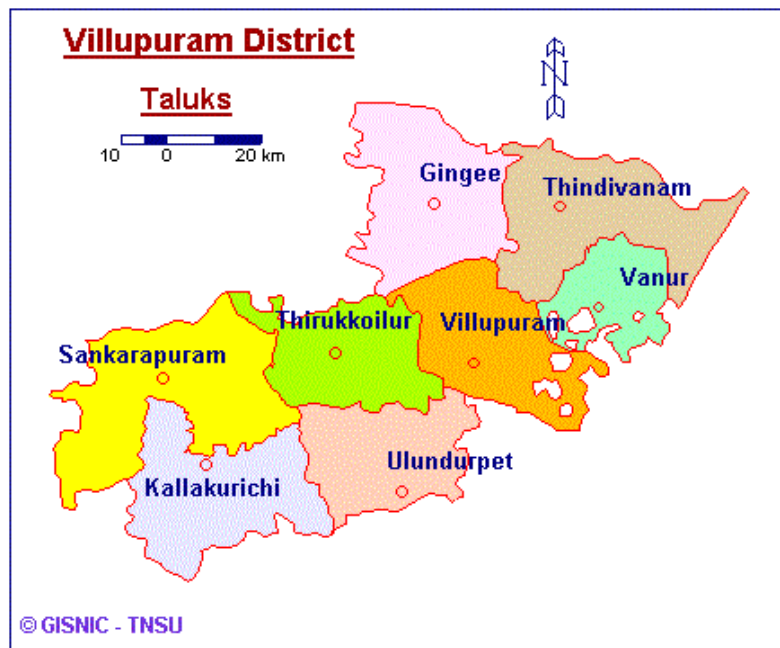 Villupuram District
Taluks
N
10 0 20 km
Gingee
Thindivanam
Vanur
Thirukkoilur
Villupuram
Sankarapuram
Ulundurpet
Kallakurichi
© GISNIC - TNSU